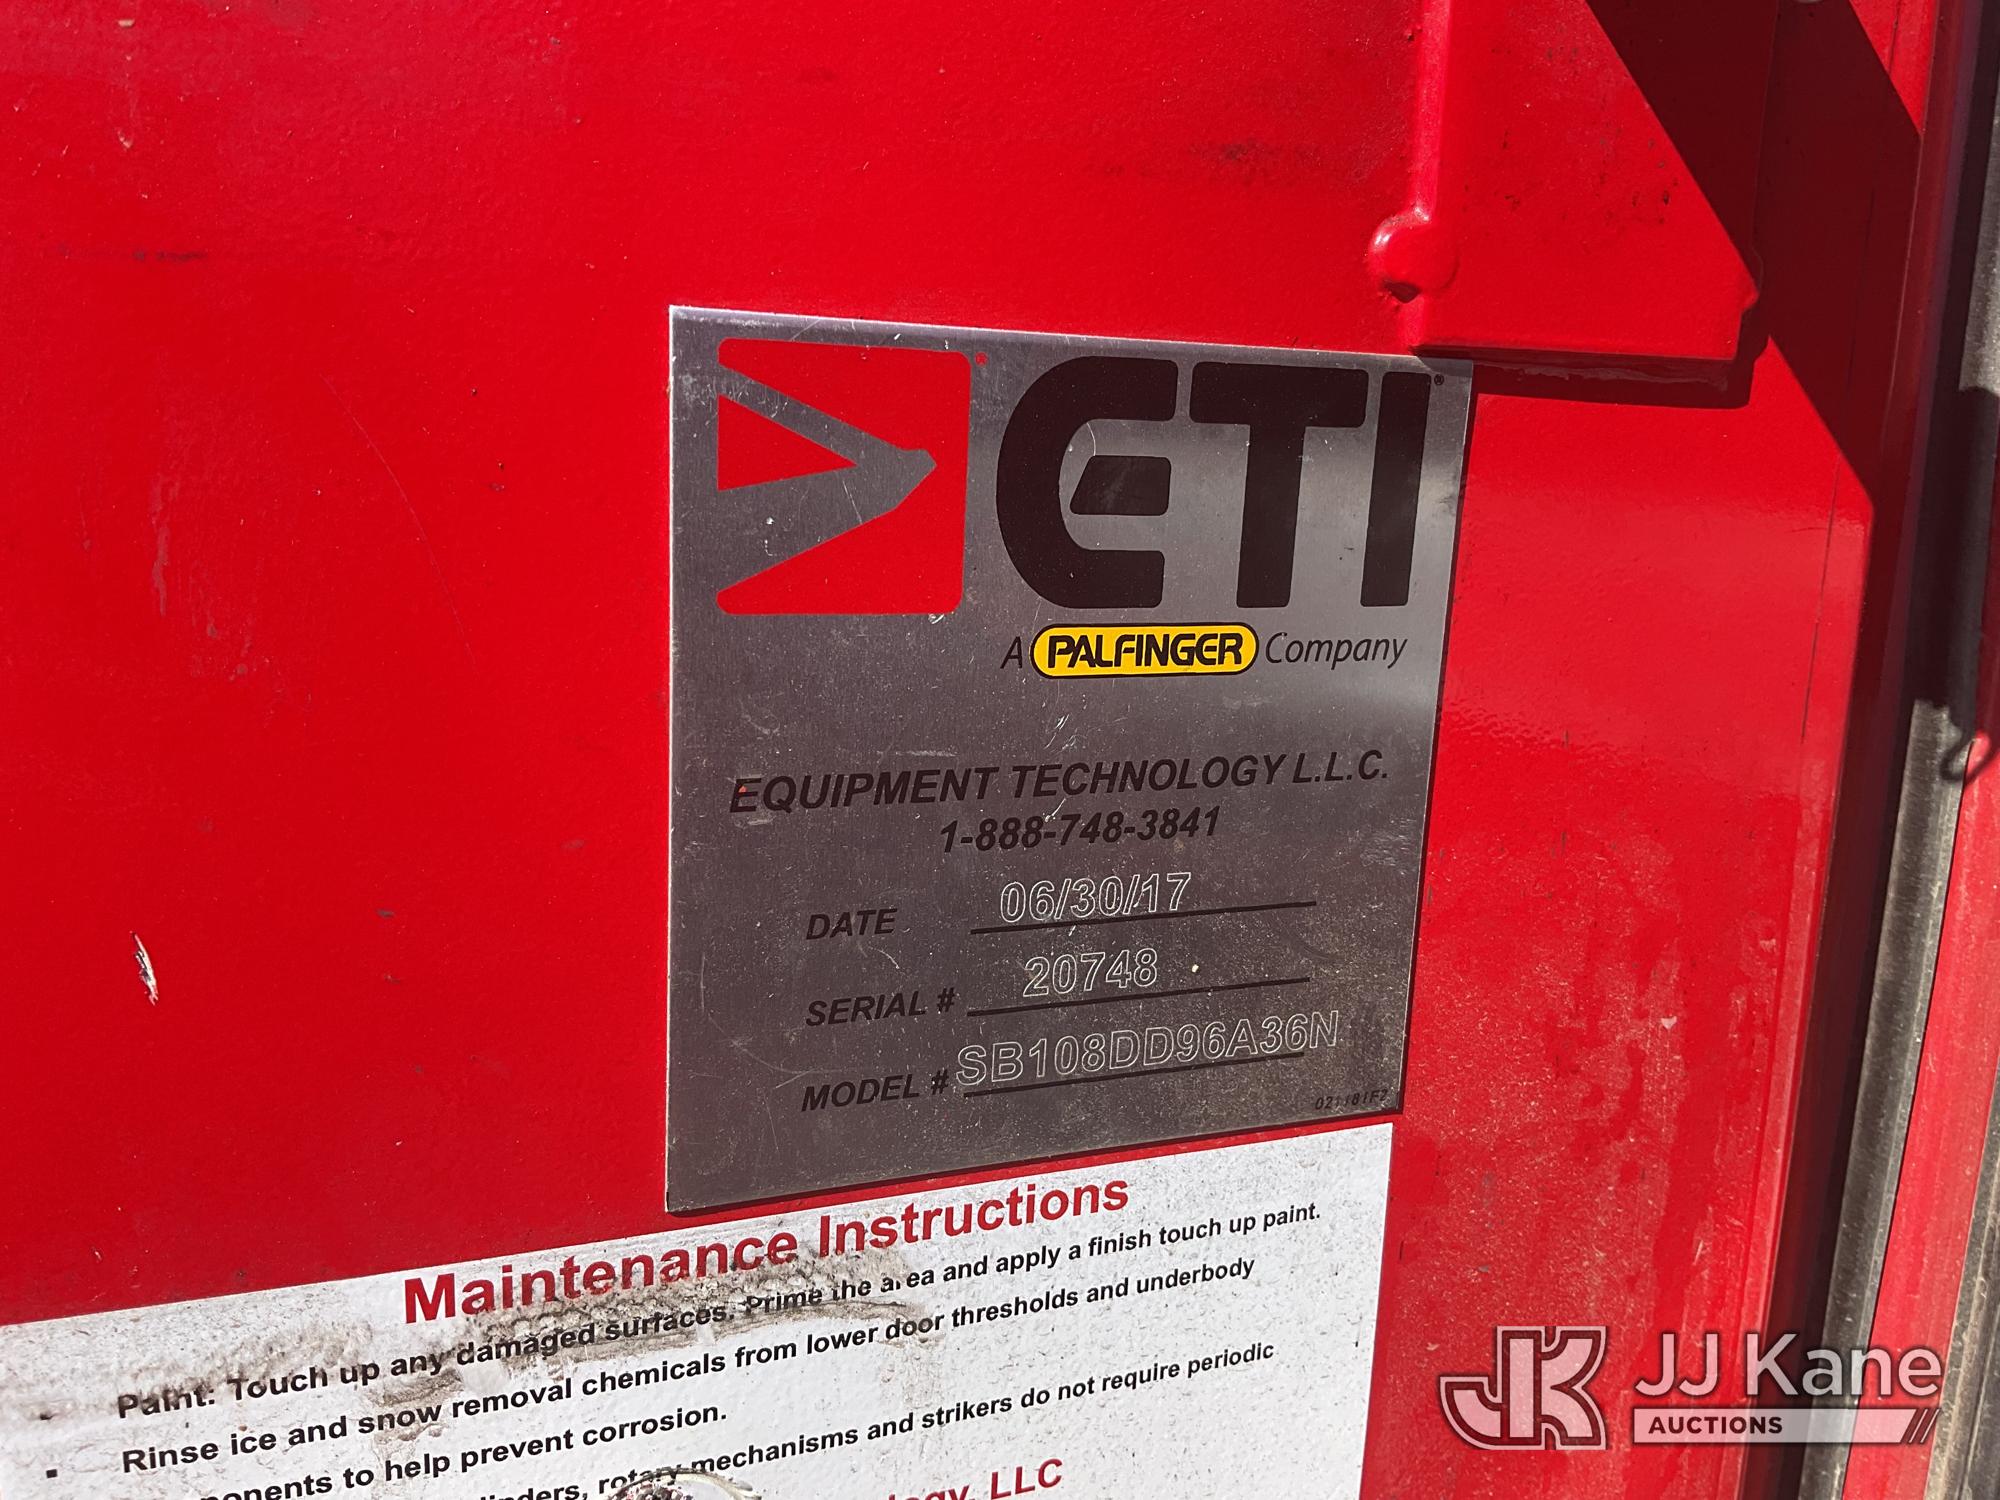 ETI
A PALFINGER Company
EQUIPMENT TECHNOLOGY L.L.C.
1-888-748-3841
DATE 06/30/17
SERIAL # 20748
MODEL # SB108DD96A36N
Maintenance Instructions
Paint: Touch up any damaged surfaces. Prime the area and apply a finish touch up paint.
Rinse ice and snow removal chemicals from lower door thresholds and underbody
to help prevent corrosion.
rotary mechanisms and strikers do not require periodic
LLC
JJ Kane
AUCTIONS